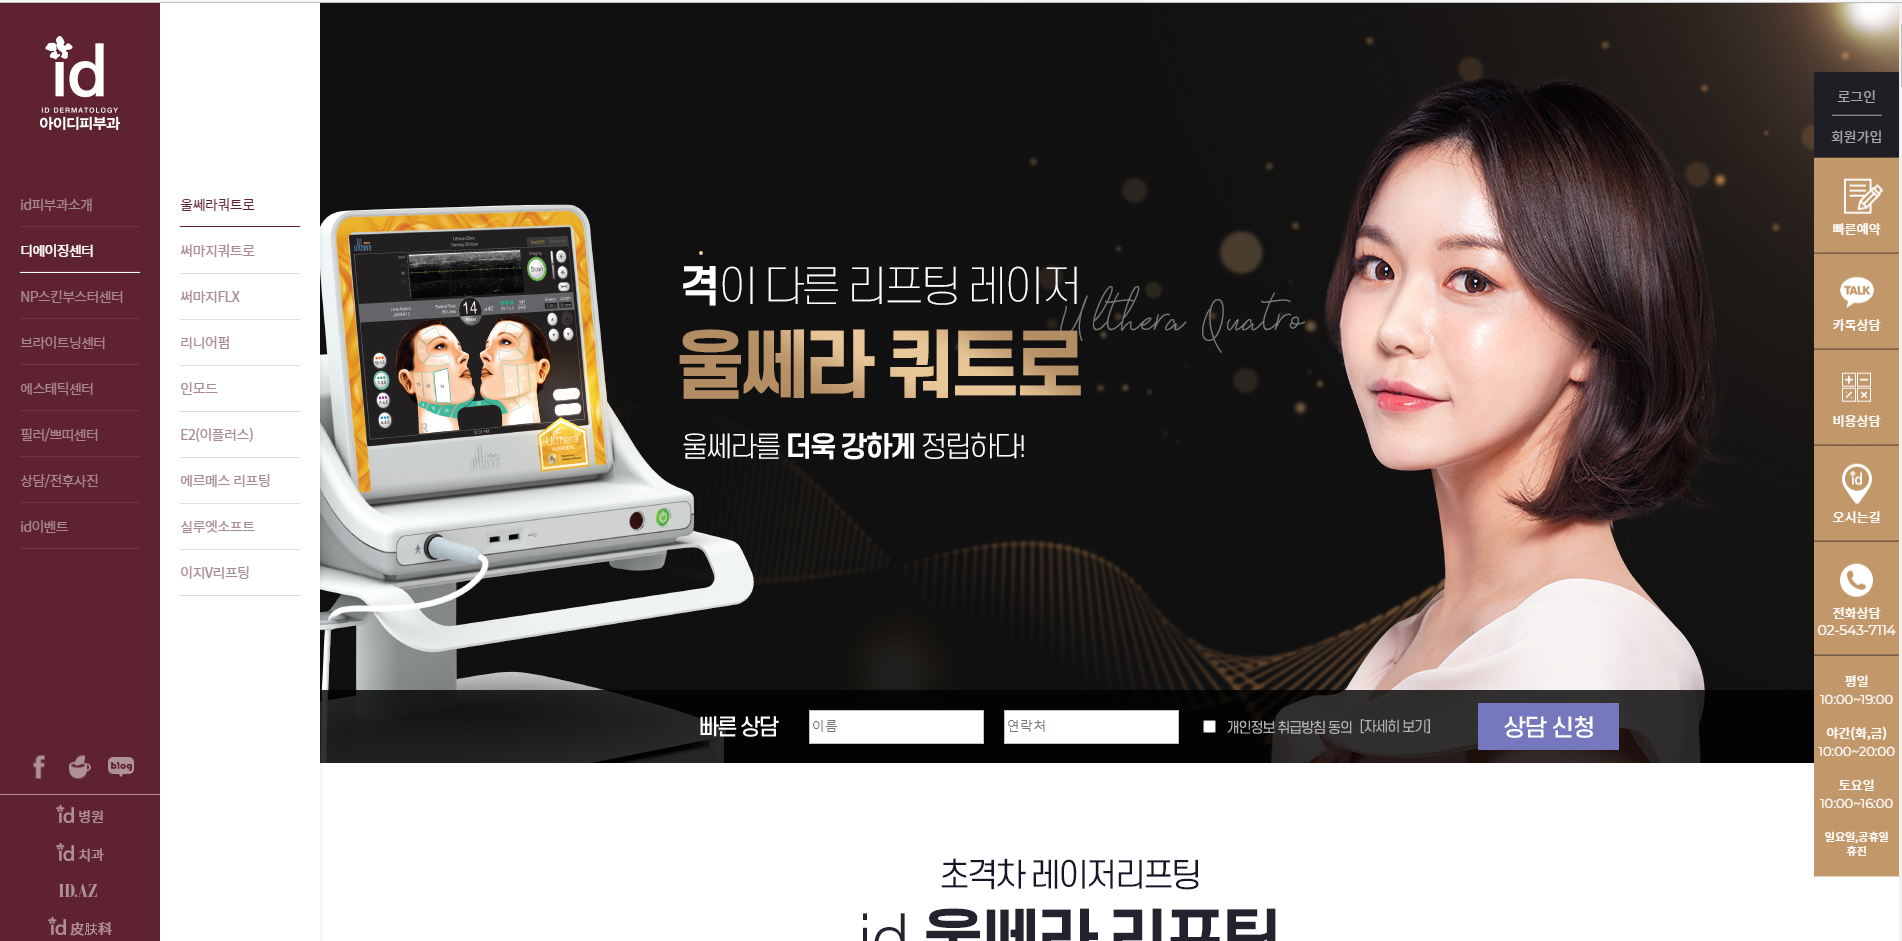 id
ID DERMATOLOGY
아이디피부과
id피부과소개
디에이징센터
NP스킨부스터센터
브라이트닝센터
에스테틱센터
필러/쁘띠센터
상담/전후사진
id이벤트
blog
id 병원
id 치과
ID.AZ
id 皮肤科
울쎄라쿼트로
써마지쿼트로
써마지FLX
리니어펌
인모드
E2(이플러스)
에르메스 리프팅
실루엣소프트
이지V리프팅
격이 다른 리프팅 레이저
Ulthera Quatro
울쎄라 쿼트로
울쎄라를 더욱 강하게 정립하다!
Scan
14
R
Ulthera
빠른 상담
이름
연락처
개인정보 취급방침 동의 [자세히 보기]
상담 신청
초격차 레이저리프팅
id 울쎄라 리프팅
로그인
회원가입
빠른예약
TALK
카톡상담
비용상담
id
오시는길
전화상담
02-543-7114
평일
10:00~19:00
야간(화,금)
10:00~20:00
토요일
10:00~16:00
일요일,공휴일
휴진